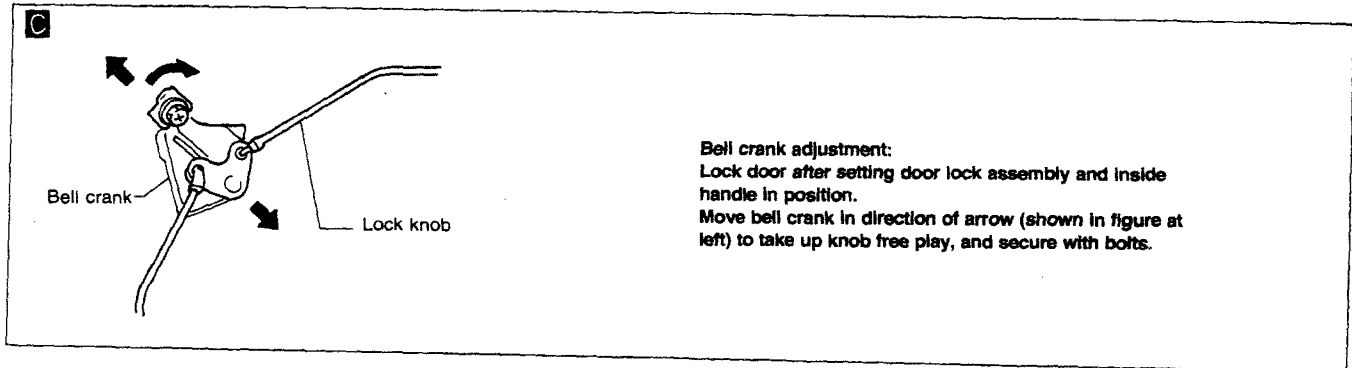 C
Bell crank
Lock knob
Bell crank adjustment:
Lock door after setting door lock assembly and inside
handle in position.
Move bell crank in direction of arrow (shown in figure at
left) to take up knob free play, and secure with bolts.